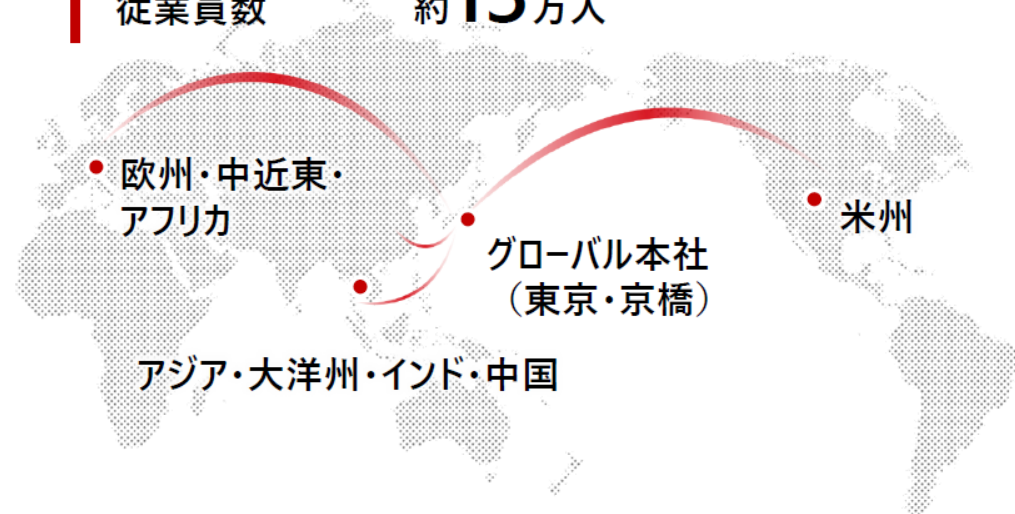 従業員数 約13万人
欧州・中近東・
アフリカ
米州
グローバル本社
（東京・京橋）
アジア・大洋州・インド・中国